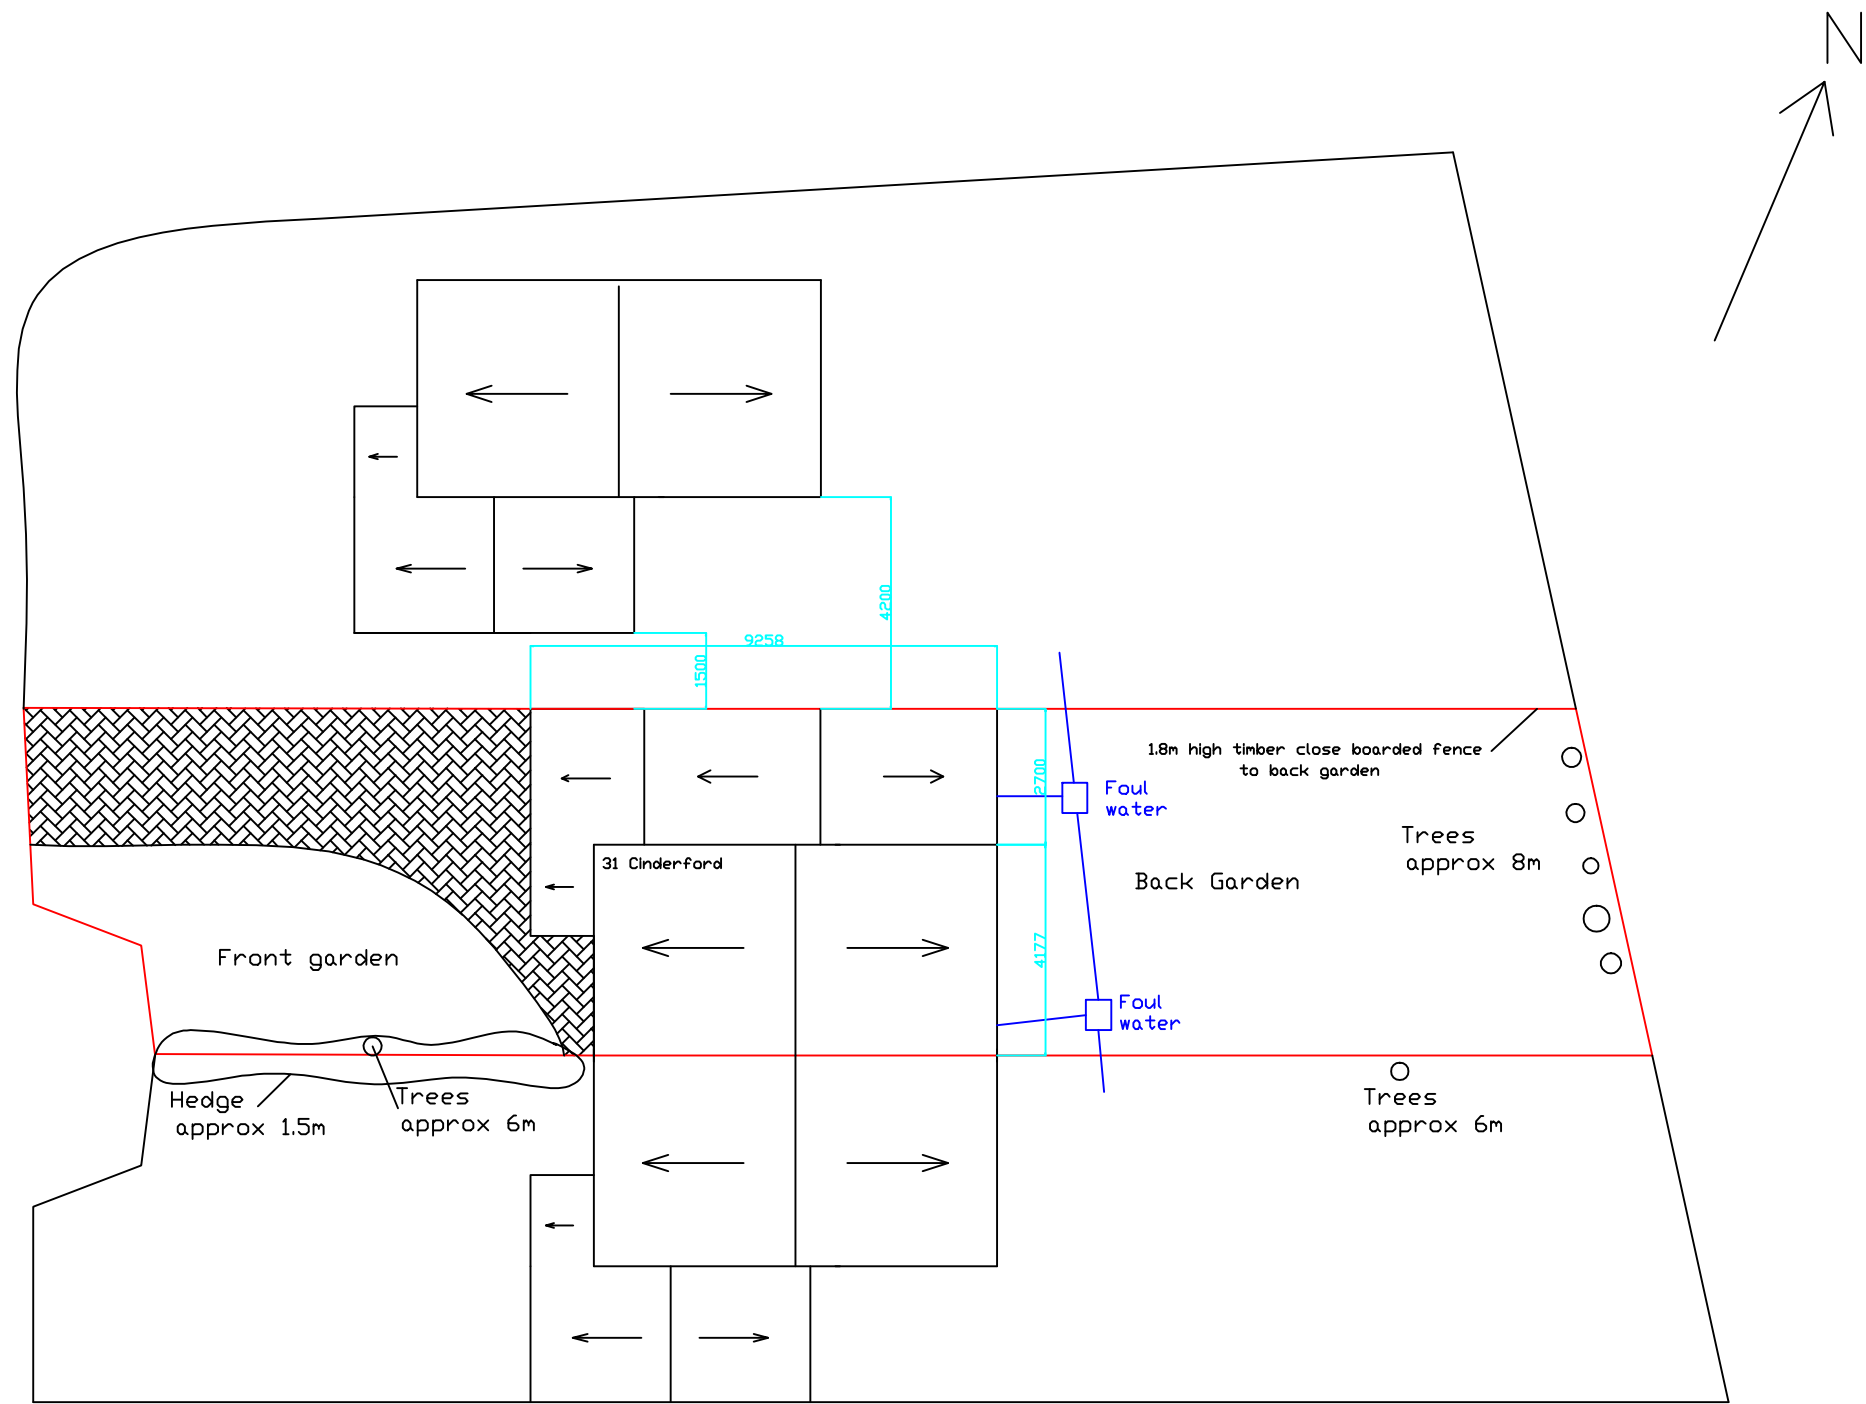 N
4200
9258
1500
1.8m high timber close boarded fence
to back garden
2700
Foul
water
Trees
approx 8m
31 Cinderford
Back Garden
4177
Front garden
Foul
water
Hedge
approx 1.5m
Trees
approx 6m
Trees
approx 6m